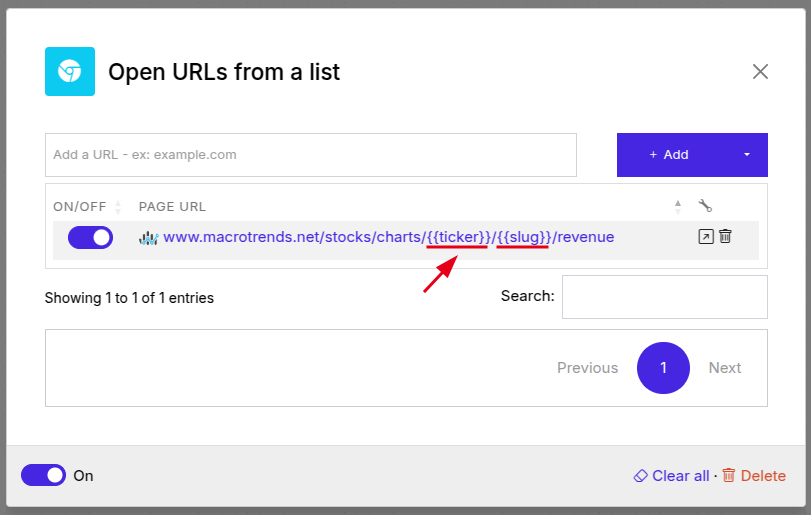 Open URLs from a list
Add a URL - ex: example.com
+ Add
ON/OFF PAGE URL
www.macrotrends.net/stocks/charts/{{ticker}}/{{slug}}/revenue
Showing 1 to 1 of 1 entries
Search:
Previous 1 Next
On
Clear all · Delete